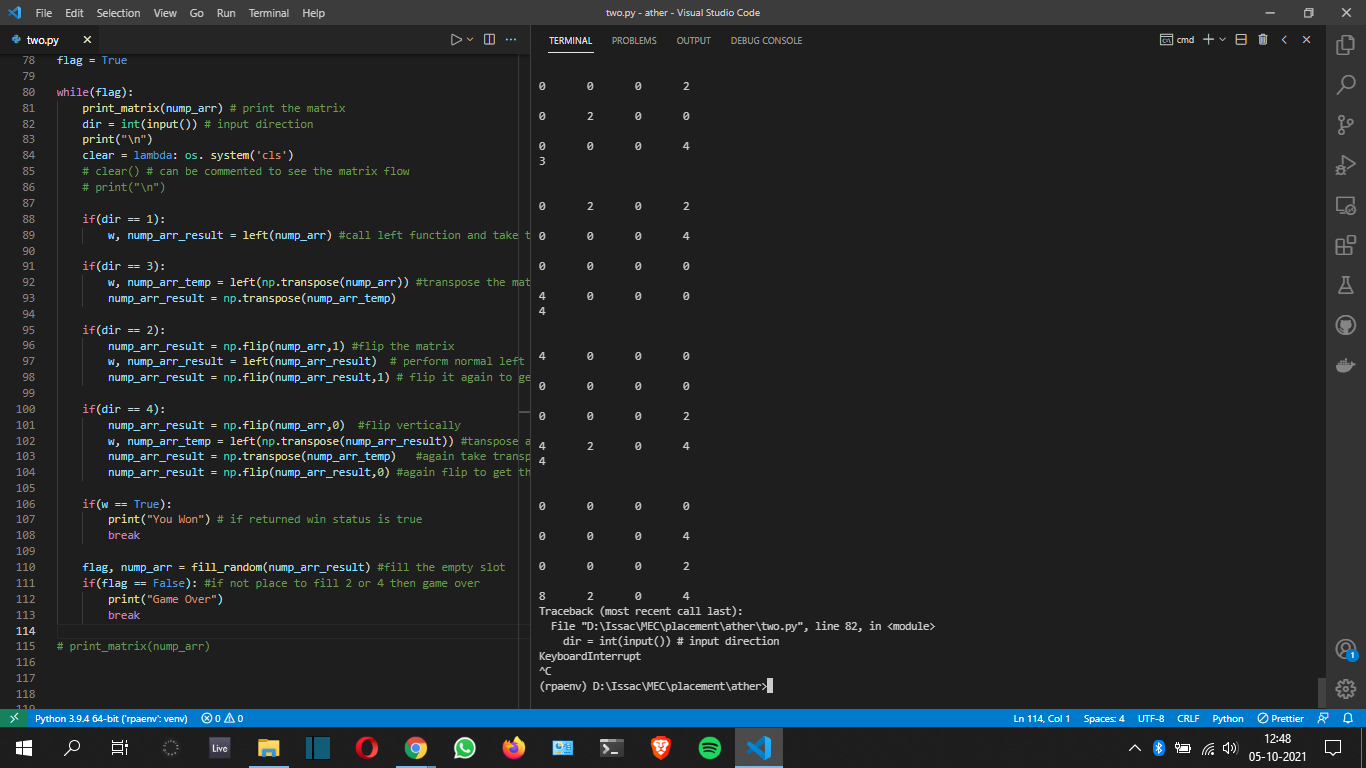 File Edit Selection View Go Run Terminal Help two.py - ather - Visual Studio Code
two.py
78 flag = True
79
80 while(flag):
81 print_matrix(nump_arr) # print the matrix
82 dir = int(input()) # input direction
83 print("\n")
84 clear = lambda: os. system('cls')
85 # clear() # can be commented to see the matrix flow
86 # print("\n")
87
88 if(dir == 1):
89 w, nump_arr_result = left(nump_arr) #call left function and take t
90
91 if(dir == 3):
92 w, nump_arr_temp = left(np.transpose(nump_arr)) #transpose the mat
93 nump_arr_result = np.transpose(nump_arr_temp)
94
95 if(dir == 2):
96 nump_arr_result = np.flip(nump_arr,1) #flip the matrix
97 w, nump_arr_result = left(nump_arr_result) # perform normal left
98 nump_arr_result = np.flip(nump_arr_result,1) # flip it again to ge
99
100 if(dir == 4):
101 nump_arr_result = np.flip(nump_arr,0) #flip vertically
102 w, nump_arr_temp = left(np.transpose(nump_arr_result)) #tanspose a
103 nump_arr_result = np.transpose(nump_arr_temp) #again take transp
104 nump_arr_result = np.flip(nump_arr_result,0) #again flip to get th
105
106 if(w == True):
107 print("You Won") # if returned win status is true
108 break
109
110 flag, nump_arr = fill_random(nump_arr_result) #fill the empty slot
111 if(flag == False): #if not place to fill 2 or 4 then game over
112 print("Game Over")
113 break
114
115 # print_matrix(nump_arr)
116
117
118
119
TERMINAL PROBLEMS OUTPUT DEBUG CONSOLE cmd
0 0 0 2
0 2 0 0
0 0 0 4
3
0 2 0 2
0 0 0 4
0 0 0 0
4 0 0 0
4
4 0 0 0
0 0 0 0
0 0 0 2
4 2 0 4
4
0 0 0 0
0 0 0 4
0 0 0 2
8 2 0 4
Traceback (most recent call last):
File "D:\Issac\MEC\placement\ather\two.py", line 82, in <module>
dir = int(input()) # input direction
KeyboardInterrupt
^C
(rpaenv) D:\Issac\MEC\placement\ather>
1
Python 3.9.4 64-bit ('rpaenv': venv) 0 0 Ln 114, Col 1 Spaces: 4 UTF-8 CRLF Python Prettier
Live
12:48
05-10-2021